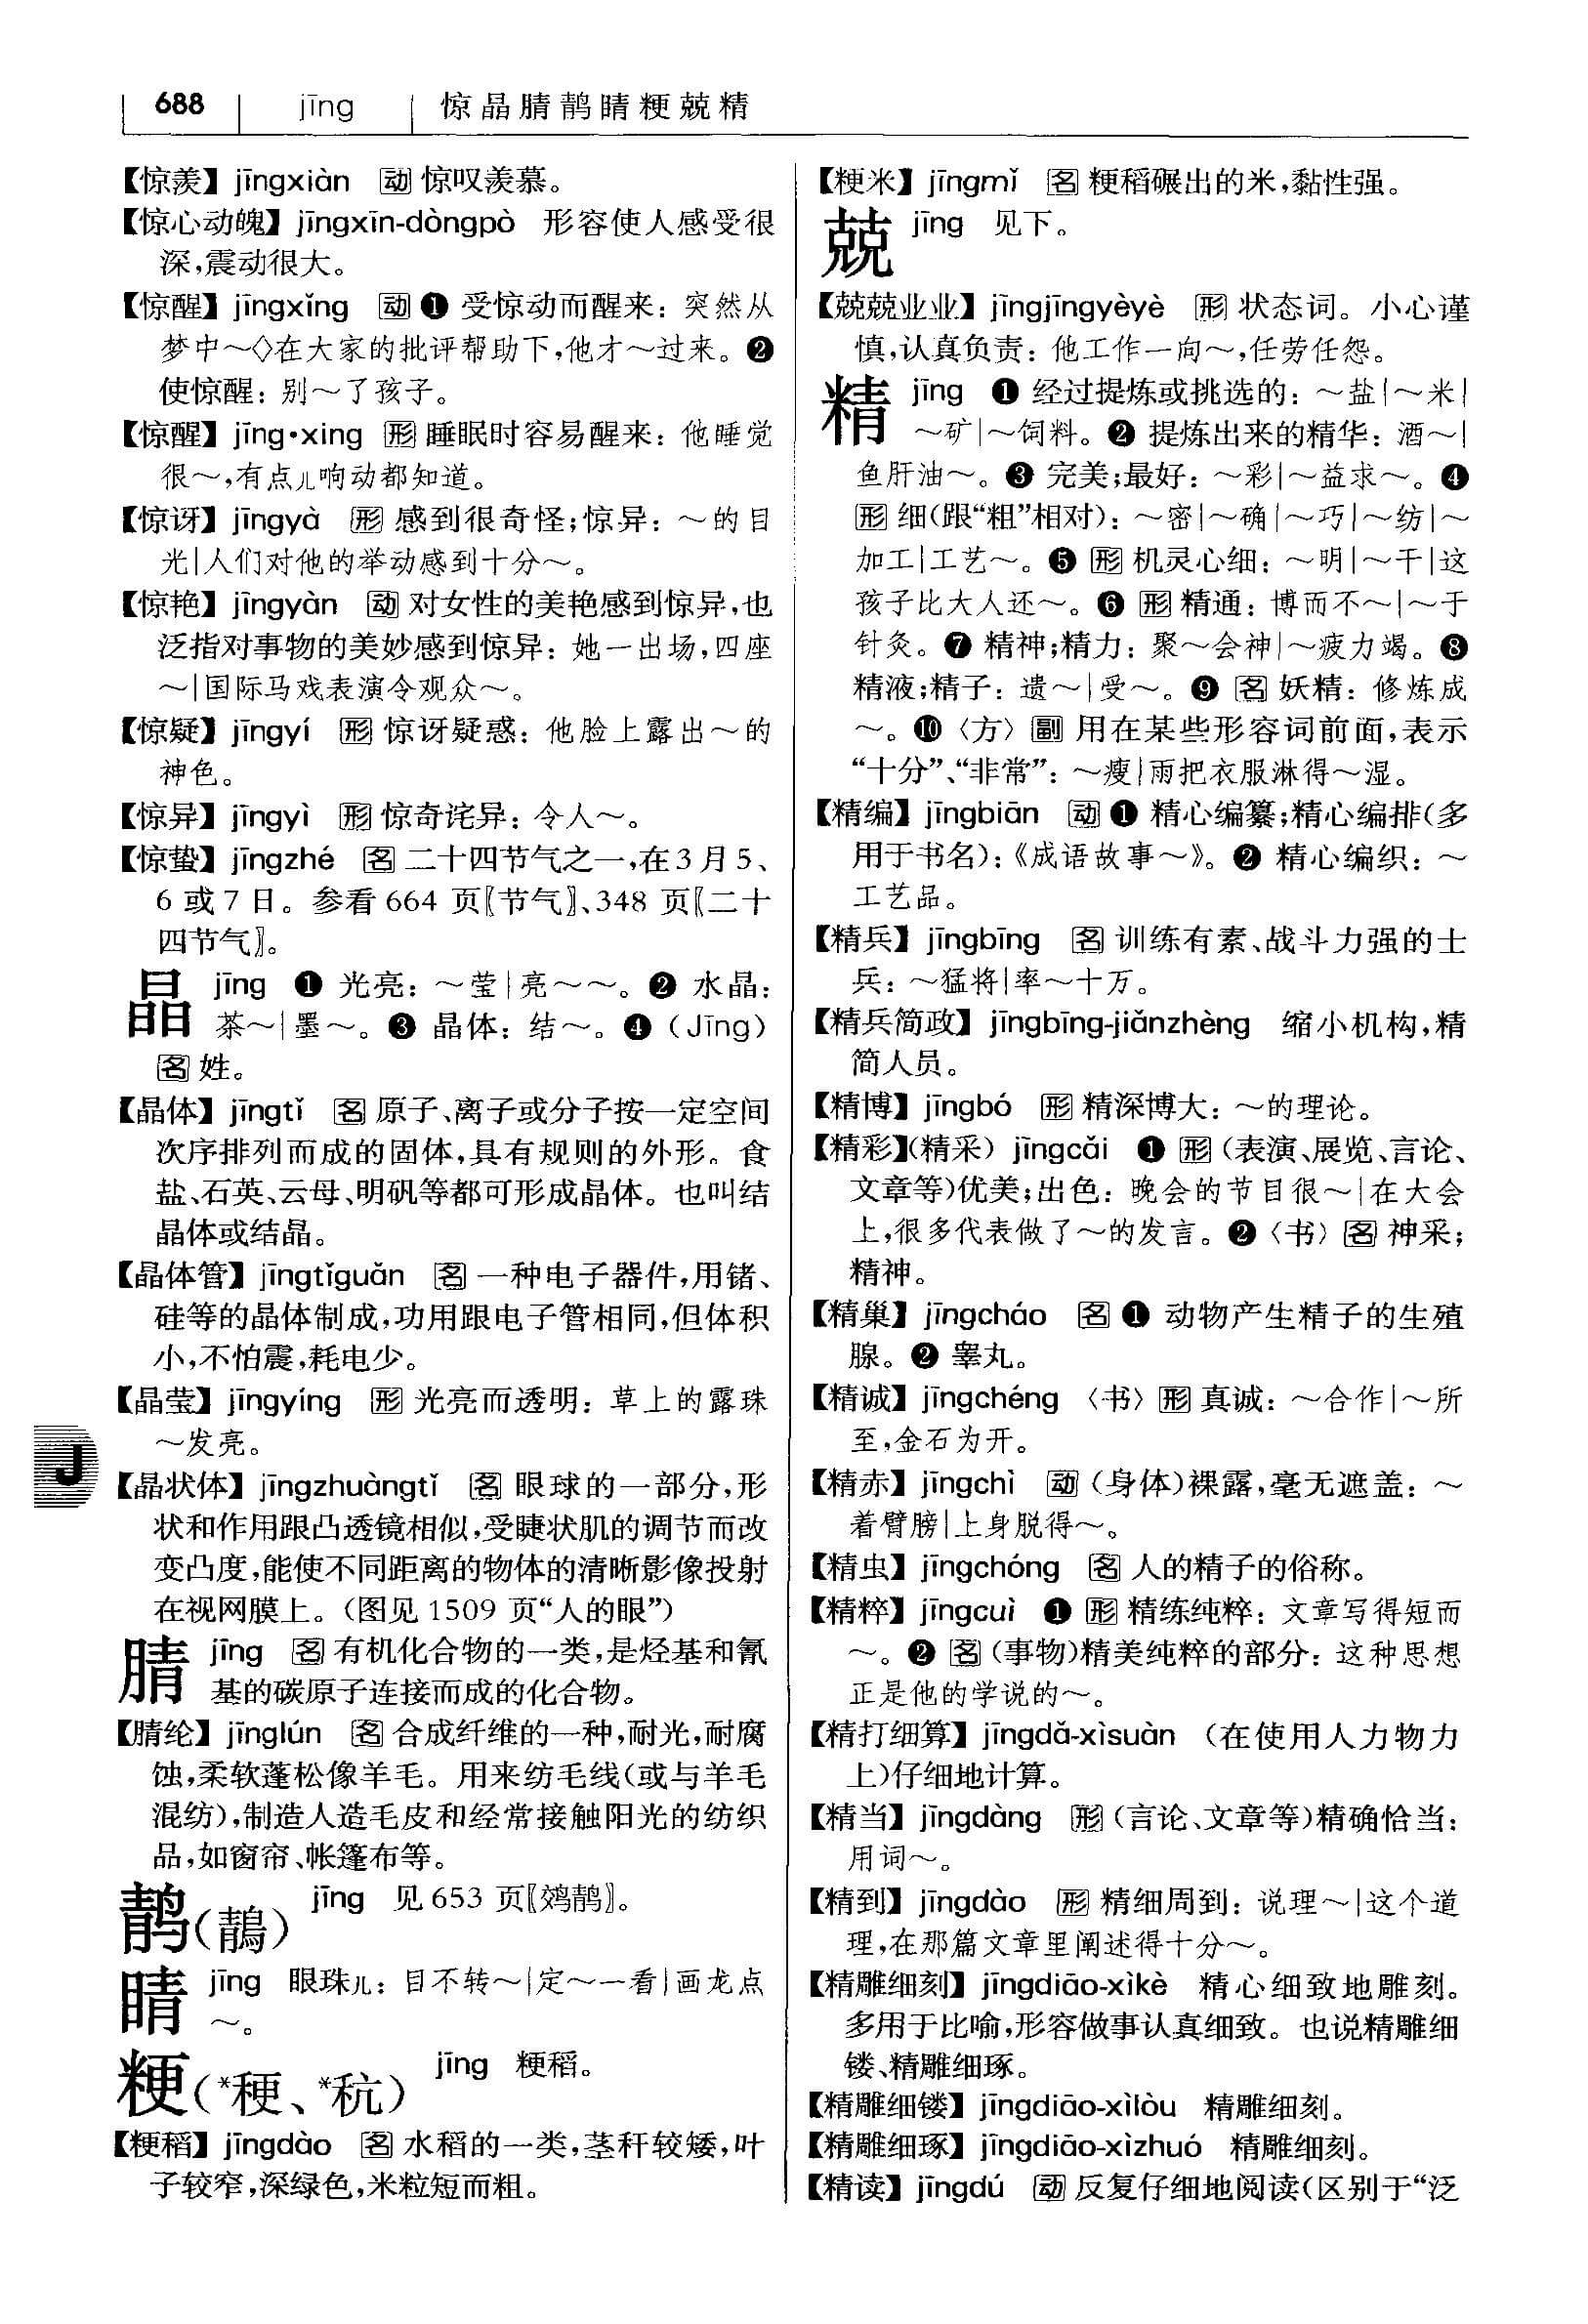 688 jīng 惊晶腈鹡睛粳兢精
【惊羡】 jīngxiàn 动 惊叹羡慕。
【惊心动魄】 jīngxīn-dòngpò 形容使人感受很
深,震动很大。
【惊醒】 jīngxǐng 动 ❶ 受惊动而醒来: 突然从
梦中～◇在大家的批评帮助下,他才～过来。❷
使惊醒: 别～了孩子。
【惊醒】 jīng•xing 形 睡眠时容易醒来: 他睡觉
很～,有点儿响动都知道。
【惊讶】 jīngyà 形 感到很奇怪;惊异: ～的目
光|人们对他的举动感到十分～。
【惊艳】 jīngyàn 动 对女性的美艳感到惊异,也
泛指对事物的美妙感到惊异: 她一出场,四座
～|国际马戏表演令观众～。
【惊疑】 jīngyí 形 惊讶疑惑: 他脸上露出～的
神色。
【惊异】 jīngyì 形 惊奇诧异: 令人～。
【惊蛰】 jīngzhé 名 二十四节气之一,在3月5、
6或7日。参看664页〖节气〗、348页〖二十
四节气〗。
晶 jīng ❶ 光亮: ～莹|亮～～。❷ 水晶:
茶～|墨～。❸ 晶体: 结～。❹ (Jīng)
名 姓。
【晶体】 jīngtǐ 名 原子、离子或分子按一定空间
次序排列而成的固体,具有规则的外形。食
盐、石英、云母、明矾等都可形成晶体。也叫结
晶体或结晶。
【晶体管】 jīngtǐguǎn 名 一种电子器件,用锗、
硅等的晶体制成,功用跟电子管相同,但体积
小,不怕震,耗电少。
【晶莹】 jīngyíng 形 光亮而透明: 草上的露珠
～发亮。
【晶状体】 jīngzhuàngtǐ 名 眼球的一部分,形
状和作用跟凸透镜相似,受睫状肌的调节而改
变凸度,能使不同距离的物体的清晰影像投射
在视网膜上。(图见1509页“人的眼”)
腈 jīng 名 有机化合物的一类,是烃基和氰
基的碳原子连接而成的化合物。
【腈纶】 jīnglún 名 合成纤维的一种,耐光,耐腐
蚀,柔软蓬松像羊毛。用来纺毛线(或与羊毛
混纺),制造人造毛皮和经常接触阳光的纺织
品,如窗帘、帐篷布等。
鹡(鶄) jīng 见653页〖䴔鹡〗。
睛 jīng 眼珠儿: 目不转～|定～一看|画龙点
～。
粳(*稉、*秔) jīng 粳稻。
【粳稻】 jīngdào 名 水稻的一类,茎秆较矮,叶
子较窄,深绿色,米粒短而粗。
J
【粳米】 jīngmǐ 名 粳稻碾出的米,黏性强。
兢 jīng 见下。
【兢兢业业】 jīngjīngyèyè 形 状态词。小心谨
慎,认真负责: 他工作一向～,任劳任怨。
精 jīng ❶ 经过提炼或挑选的: ～盐|～米|
～矿|～饲料。❷ 提炼出来的精华: 酒～|
鱼肝油～。❸ 完美;最好: ～彩|～益求～。❹
形 细(跟“粗”相对): ～密|～确|～巧|～纺|～
加工|工艺～。❺ 形 机灵心细: ～明|～干|这
孩子比大人还～。❻ 形 精通: 博而不～|～于
针灸。❼ 精神;精力: 聚～会神|～疲力竭。❽
精液;精子: 遗～|受～。❾ 名 妖精: 修炼成
～。❿〈方〉副 用在某些形容词前面,表示
“十分”、“非常”: ～瘦|雨把衣服淋得～湿。
【精编】 jīngbiān 动 ❶ 精心编纂;精心编排(多
用于书名):《成语故事～》。❷ 精心编织: ～
工艺品。
【精兵】 jīngbīng 名 训练有素、战斗力强的士
兵: ～猛将|率～十万。
【精兵简政】 jīngbīng-jiǎnzhèng 缩小机构,精
简人员。
【精博】 jīngbó 形 精深博大: ～的理论。
【精彩】(精采) jīngcǎi ❶ 形 (表演、展览、言论、
文章等)优美;出色: 晚会的节目很～|在大会
上,很多代表做了～的发言。❷〈书〉名 神采;
精神。
【精巢】 jīngcháo 名 ❶ 动物产生精子的生殖
腺。❷ 睾丸。
【精诚】 jīngchéng 〈书〉形 真诚: ～合作|～所
至,金石为开。
【精赤】 jīngchì 动 (身体)裸露,毫无遮盖: ～
着臂膀|上身脱得～。
【精虫】 jīngchóng 名 人的精子的俗称。
【精粹】 jīngcuì ❶ 形 精练纯粹: 文章写得短而
～。❷ 名 (事物)精美纯粹的部分: 这种思想
正是他的学说的～。
【精打细算】 jīngdǎ-xìsuàn (在使用人力物力
上)仔细地计算。
【精当】 jīngdàng 形 (言论、文章等)精确恰当:
用词～。
【精到】 jīngdào 形 精细周到: 说理～|这个道
理,在那篇文章里阐述得十分～。
【精雕细刻】 jīngdiāo-xìkè 精心细致地雕刻。
多用于比喻,形容做事认真细致。也说精雕细
镂、精雕细琢。
【精雕细镂】 jīngdiāo-xìlòu 精雕细刻。
【精雕细琢】 jīngdiāo-xìzhuó 精雕细刻。
【精读】 jīngdú 动 反复仔细地阅读(区别于“泛